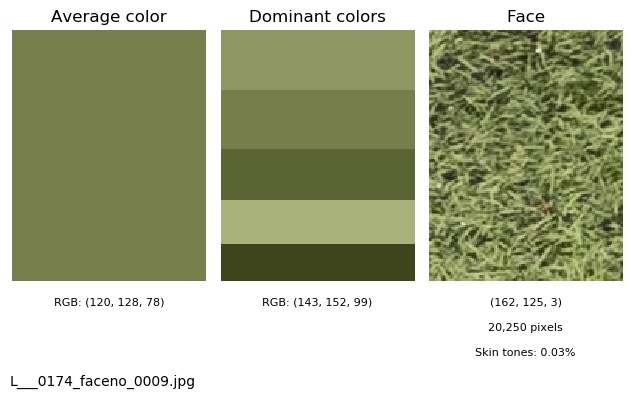 Average color
Dominant colors
Face
RGB: (120, 128, 78)
RGB: (143, 152, 99)
(162, 125, 3)
20,250 pixels
Skin tones: 0.03%
L___0174_faceno_0009.jpg